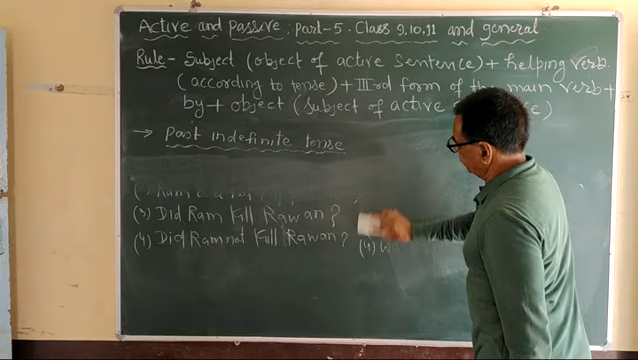 Active and Passive: Part-5. Class 9,10,11 and general
Rule - Subject (object of active sentence) + helping verb
(according to tense) + IIIrd form of the main verb +
by + object (subject of active
→ Past indefinite tense
Ram
(3) Did Ram Kill Rawan?
(4) Did Ram not Kill Rawan?
(4)